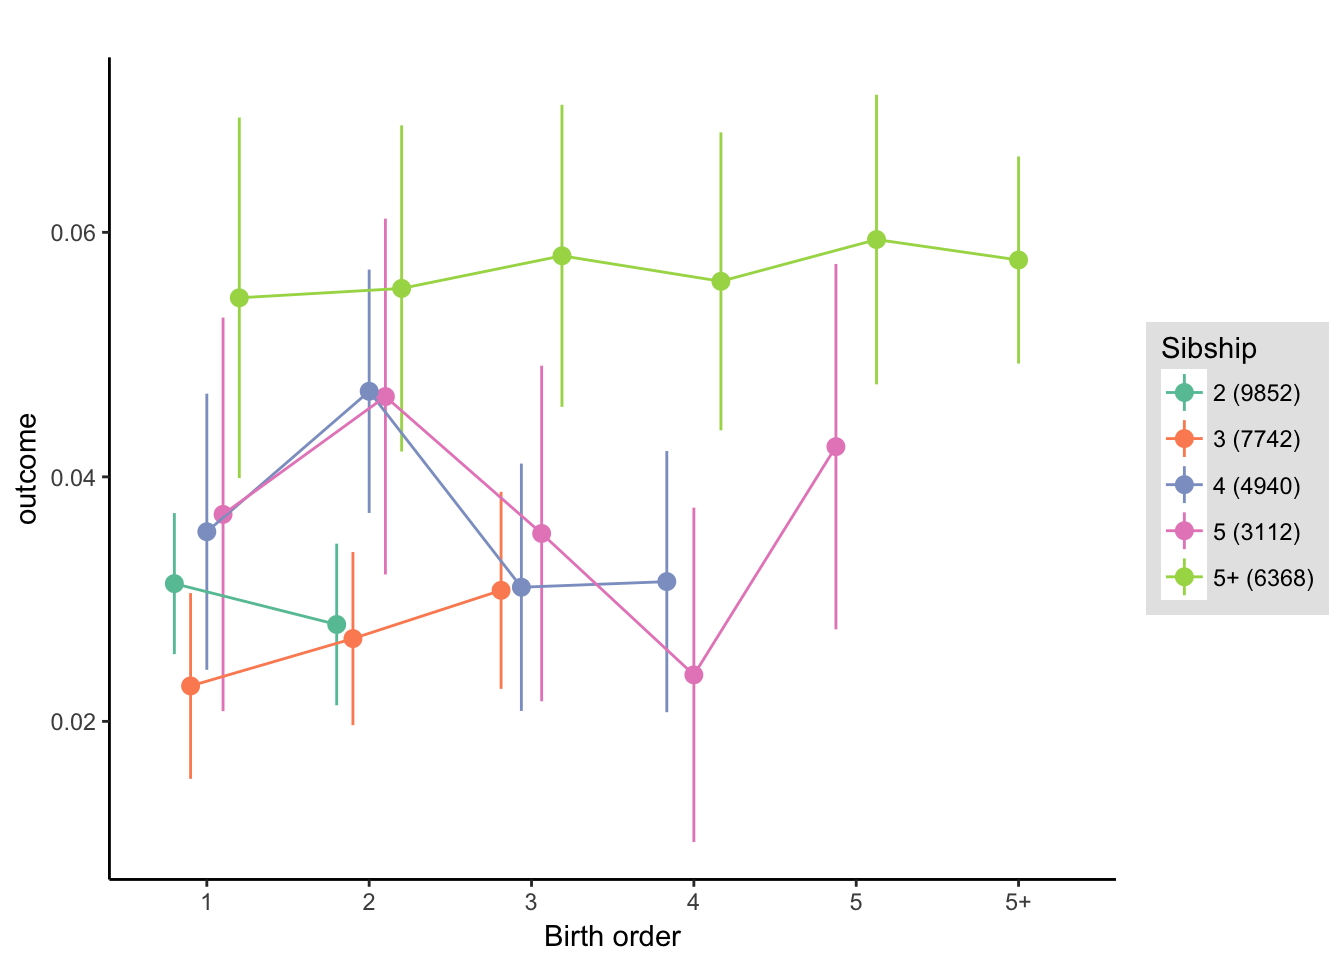 0.06
0.04
0.02
outcome
1 2 3 4 5 5+
Birth order
Sibship
2 (9852)
3 (7742)
4 (4940)
5 (3112)
5+ (6368)